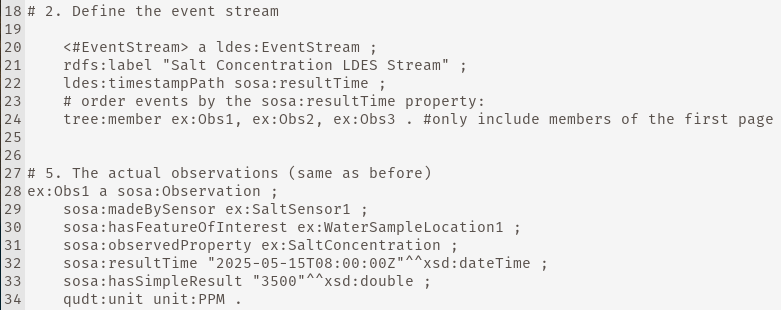 18 # 2. Define the event stream
19
20     <#EventStream> a ldes:EventStream ;
21     rdfs:label "Salt Concentration LDES Stream" ;
22     ldes:timestampPath sosa:resultTime ;
23     # order events by the sosa:resultTime property:
24     tree:member ex:Obs1, ex:Obs2, ex:Obs3 . #only include members of the first page
25
26
27 # 5. The actual observations (same as before)
28 ex:Obs1 a sosa:Observation ;
29     sosa:madeBySensor ex:SaltSensor1 ;
30     sosa:hasFeatureOfInterest ex:WaterSampleLocation1 ;
31     sosa:observedProperty ex:SaltConcentration ;
32     sosa:resultTime "2025-05-15T08:00:00Z"^^xsd:dateTime ;
33     sosa:hasSimpleResult "3500"^^xsd:double ;
34     qudt:unit unit:PPM .